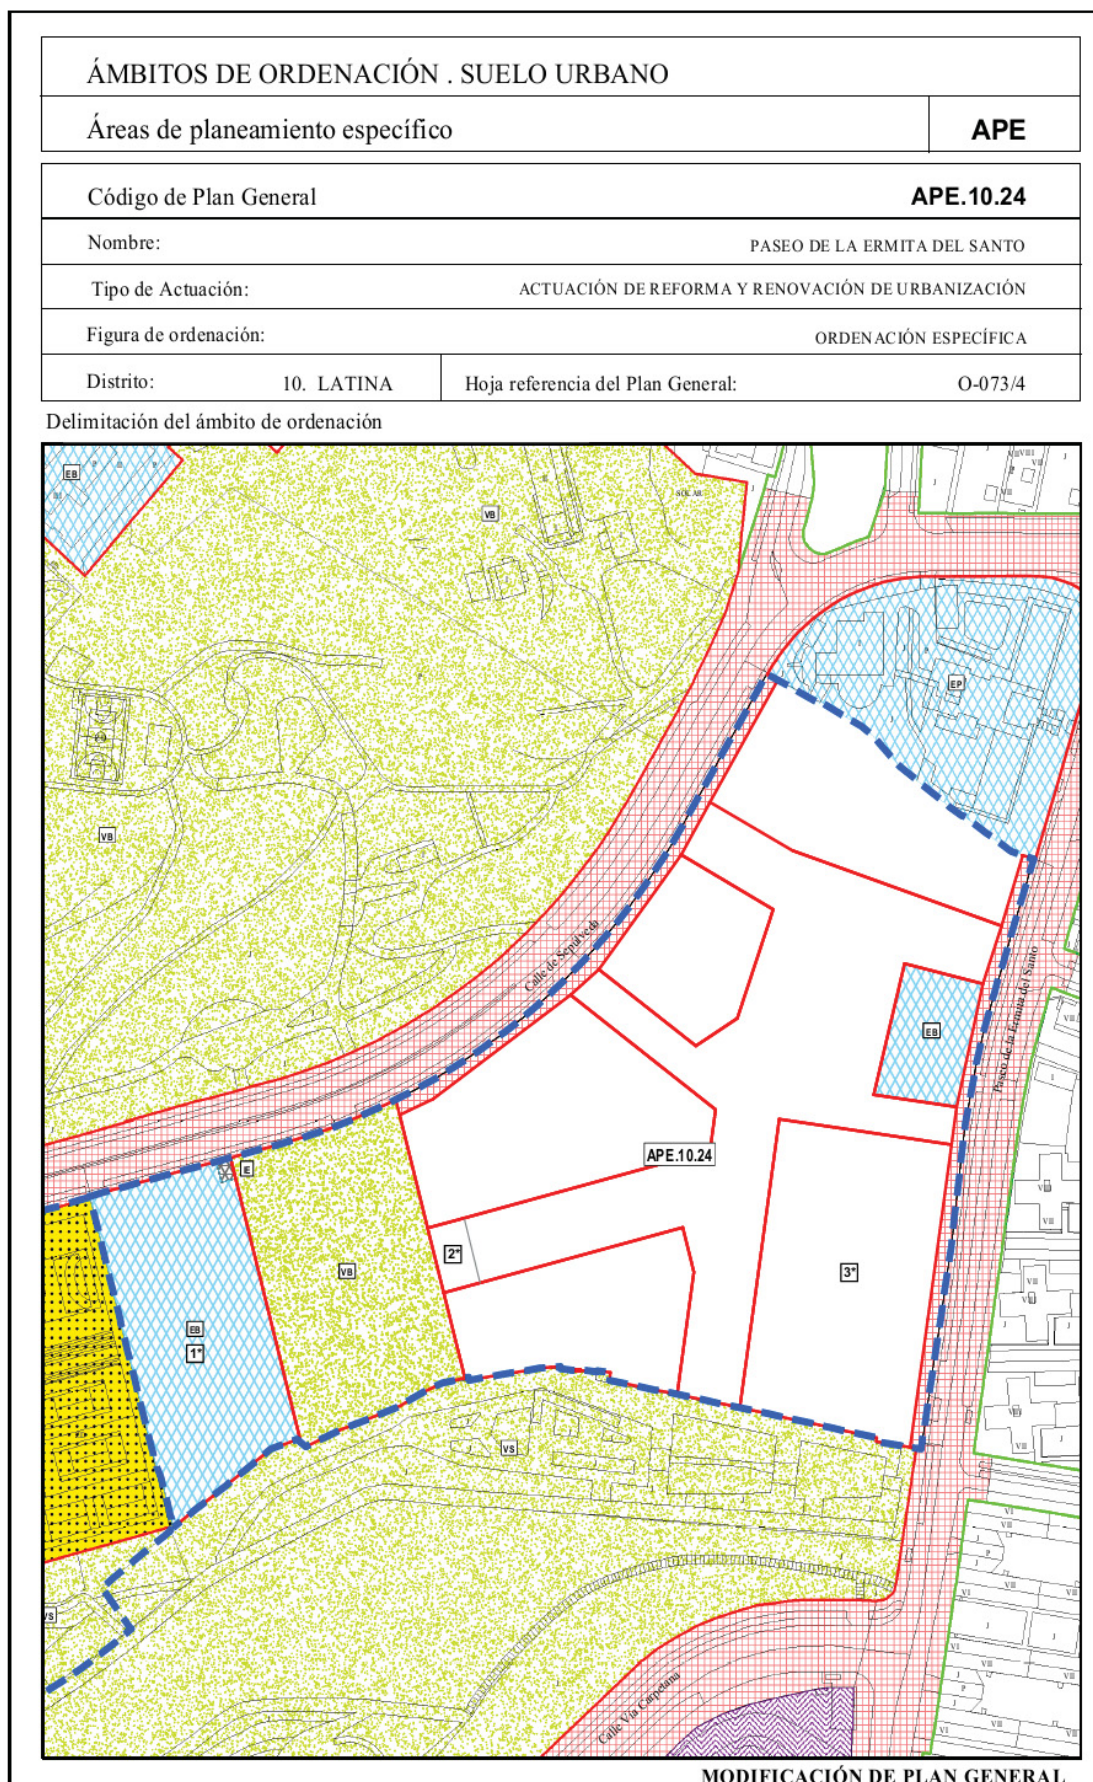 ÁMBITOS DE ORDENACIÓN . SUELO URBANO
Áreas de planeamiento específico APE
Código de Plan General APE.10.24
Nombre: PASEO DE LA ERMITA DEL SANTO
Tipo de Actuación: ACTUACIÓN DE REFORMA Y RENOVACIÓN DE URBANIZACIÓN
Figura de ordenación: ORDENACIÓN ESPECÍFICA
Distrito: 10. LATINA Hoja referencia del Plan General: O-073/4
Delimitación del ámbito de ordenación
EB
VB
SOLAR
EP
VB
Calle de Sepúlveda
Paseo de la Ermita del Santo
EB
APE.10.24
E
2*
VB
3*
EB
1*
VS
VS
Calle Vía Carpetana
MODIFICACIÓN DE PLAN GENERAL